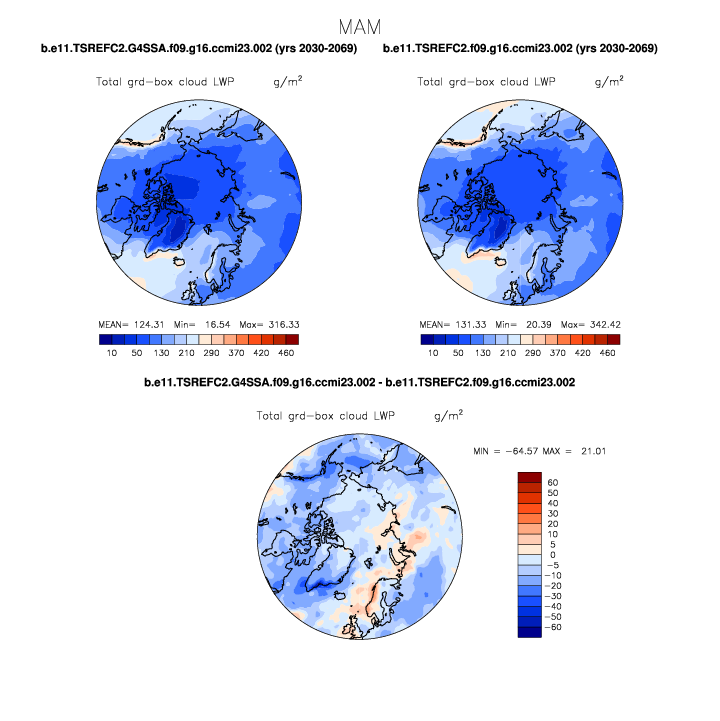 MAM
b.e11.TSREFC2.G4SSA.f09.g16.ccmi23.002 (yrs 2030-2069)
b.e11.TSREFC2.f09.g16.ccmi23.002 (yrs 2030-2069)
Total grd-box cloud LWP g/m²
Total grd-box cloud LWP g/m²
MEAN= 124.31 Min= 16.54 Max= 316.33
MEAN= 131.33 Min= 20.39 Max= 342.42
10 50 130 210 290 370 420 460
10 50 130 210 290 370 420 460
b.e11.TSREFC2.G4SSA.f09.g16.ccmi23.002 - b.e11.TSREFC2.f09.g16.ccmi23.002
Total grd-box cloud LWP g/m²
MIN = -64.57 MAX = 21.01
60
50
40
30
20
10
5
0
-5
-10
-20
-30
-40
-50
-60